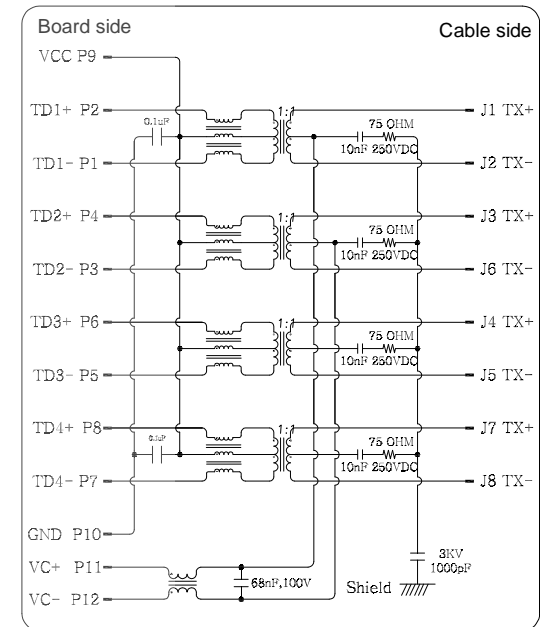 Board side
Cable side
VCC P9
TD1+ P2
0.1uF
1:1
75 OHM
10nF 250VDC
J1 TX+
TD1- P1
J2 TX-
TD2+ P4
1:1
75 OHM
10nF 250VDC
J3 TX+
TD2- P3
J6 TX-
TD3+ P6
1:1
75 OHM
10nF 250VDC
J4 TX+
TD3- P5
J5 TX-
TD4+ P8
0.1uF
1:1
75 OHM
10nF 250VDC
J7 TX+
TD4- P7
J8 TX-
GND P10
VC+ P11
68nF,100V
3KV
1000pF
VC- P12
Shield